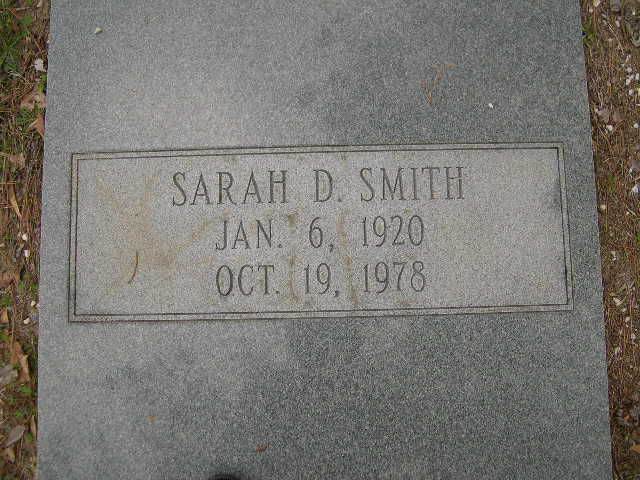 SARAH D. SMITH
JAN. 6, 1920
OCT. 19, 1978